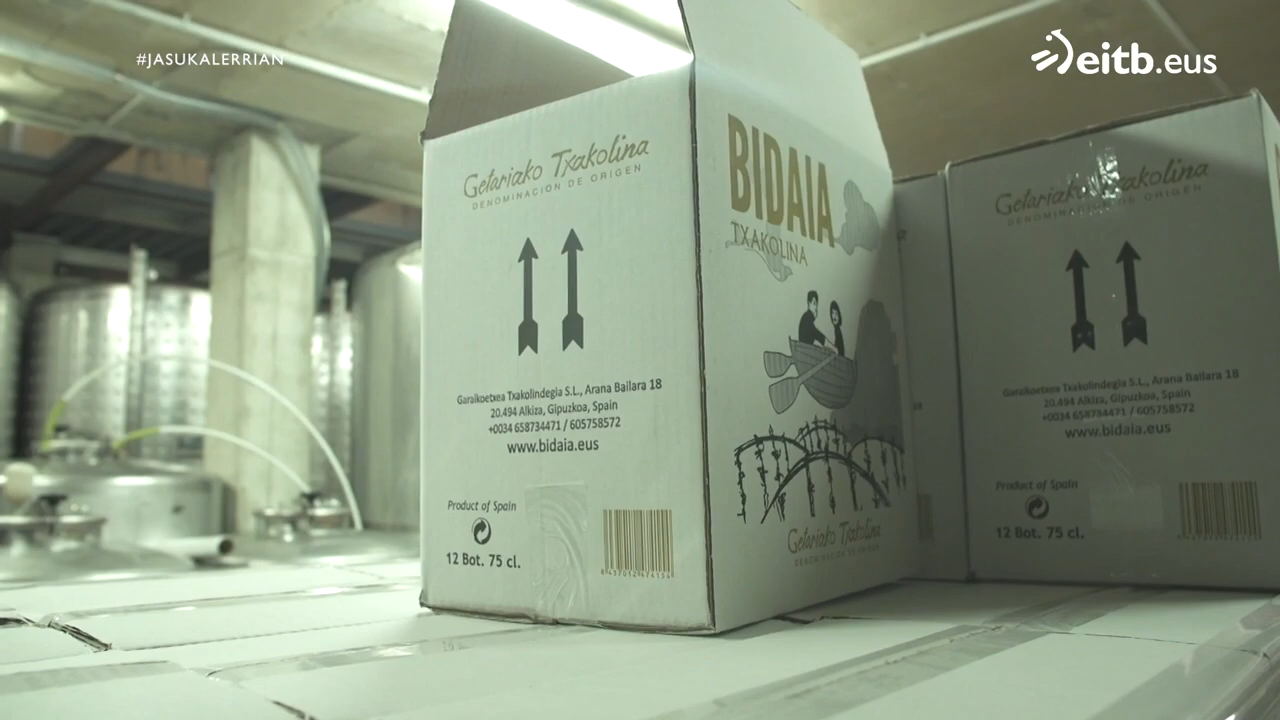 #JASUKALERRIAN
eitb.eus
Getariako Txakolina
DENOMINACION DE ORIGEN
Garaikoetxea Txakolindegia S.L., Arana Bailara 18
20.494 Alkiza, Gipuzkoa, Spain
+0034 658734471 / 605758572
www.bidaia.eus
Product of Spain
12 Bot. 75 cl.
8 437012 474154
BIDAIA
TXAKOLINA
Getariako Txakolina
DENOMINACION DE ORIGEN
Getariako Txakolina
DENOMINACION DE ORIGEN
Garaikoetxea Txakolindegia S.L., Arana Bailara 18
20.494 Alkiza, Gipuzkoa, Spain
+0034 658734471 / 605758572
www.bidaia.eus
Product of Spain
12 Bot. 75 cl.